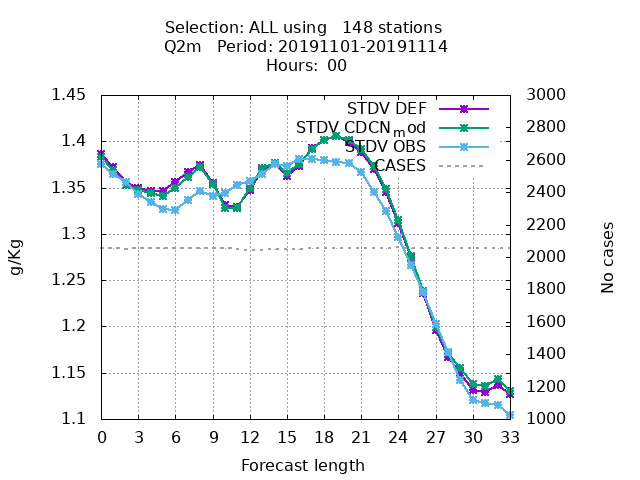 Selection: ALL using   148 stations
Q2m   Period: 20191101-20191114
Hours: 00
STDV DEF
STDV CDCNmod
STDV OBS
CASES
1.45
1.4
1.35
1.3
1.25
1.2
1.15
1.1
g/Kg
3000
2800
2600
2400
2200
2000
1800
1600
1400
1200
1000
No cases
0 3 6 9 12 15 18 21 24 27 30 33
Forecast length